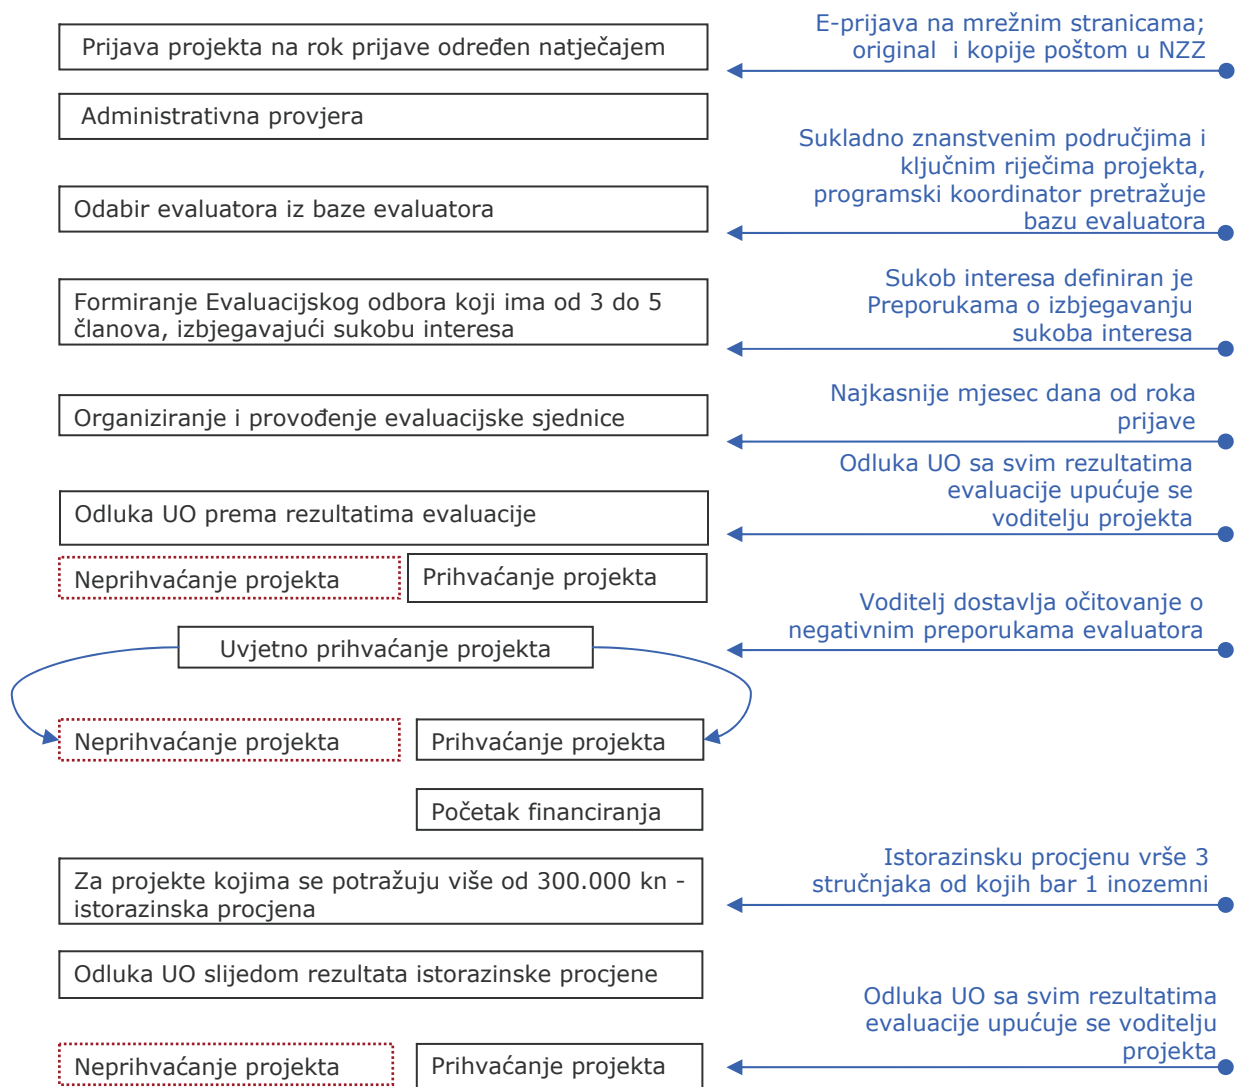 E-prijava na mrežnim stranicama;
original  i kopije poštom u NZZ
Prijava projekta na rok prijave određen natječajem
Administrativna provjera
Sukladno znanstvenim područjima i
ključnim riječima projekta,
programski koordinator pretražuje
bazu evaluatora
Odabir evaluatora iz baze evaluatora
Sukob interesa definiran je
Preporukama o izbjegavanju
sukoba interesa
Formiranje Evaluacijskog odbora koji ima od 3 do 5
članova, izbjegavajući sukobu interesa
Najkasnije mjesec dana od roka
prijave
Organiziranje i provođenje evaluacijske sjednice
Odluka UO sa svim rezultatima
evaluacije upućuje se
voditelju projekta
Odluka UO prema rezultatima evaluacije
Neprihvaćanje projekta
Prihvaćanje projekta
Voditelj dostavlja očitovanje o
negativnim preporukama evaluatora
Uvjetno prihvaćanje projekta
Neprihvaćanje projekta
Prihvaćanje projekta
Početak financiranja
Istorazinsku procjenu vrše 3
stručnjaka od kojih bar 1 inozemni
Za projekte kojima se potražuju više od 300.000 kn -
istorazinska procjena
Odluka UO slijedom rezultata istorazinske procjene
Odluka UO sa svim rezultatima
evaluacije upućuje se voditelju
projekta
Neprihvaćanje projekta
Prihvaćanje projekta